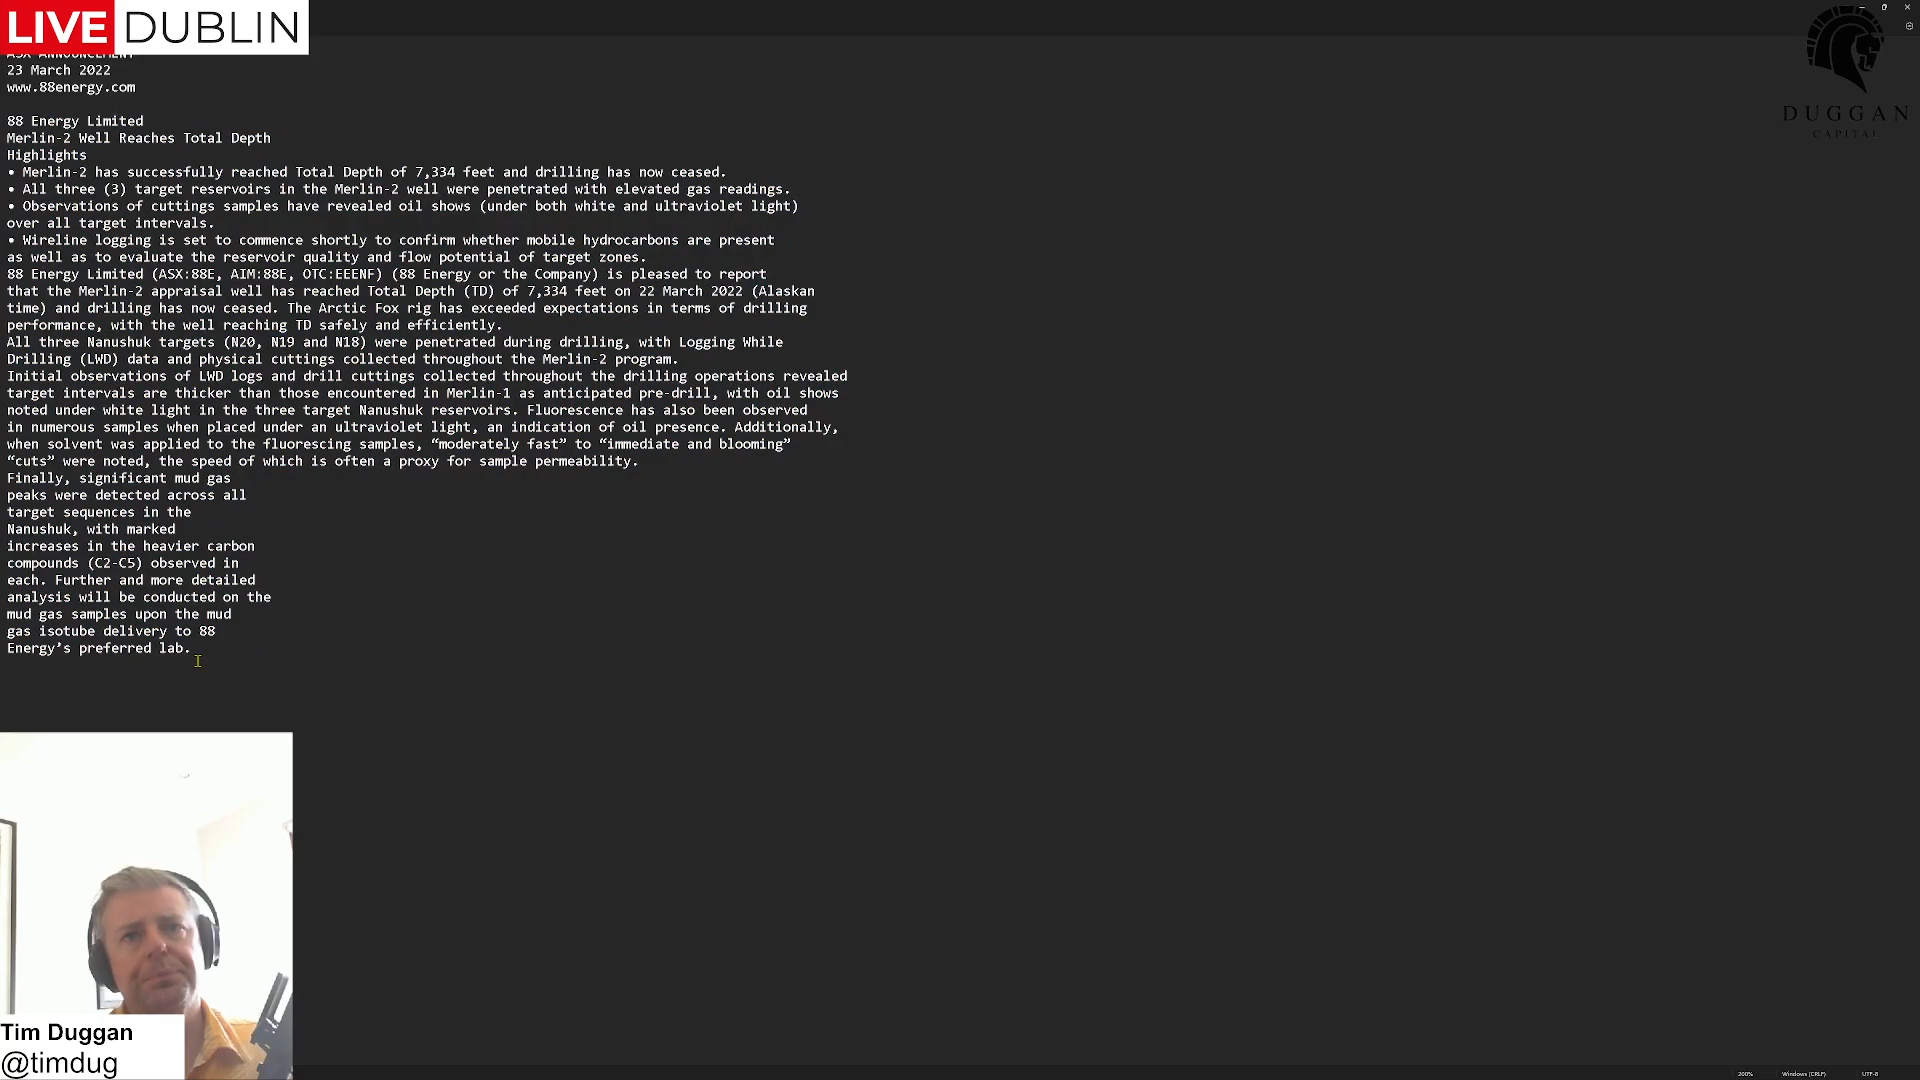 LIVE DUBLIN
ASX ANNOUNCEMENT
23 March 2022
www.88energy.com
88 Energy Limited
Merlin-2 Well Reaches Total Depth
Highlights
• Merlin-2 has successfully reached Total Depth of 7,334 feet and drilling has now ceased.
• All three (3) target reservoirs in the Merlin-2 well were penetrated with elevated gas readings.
• Observations of cuttings samples have revealed oil shows (under both white and ultraviolet light)
over all target intervals.
• Wireline logging is set to commence shortly to confirm whether mobile hydrocarbons are present
as well as to evaluate the reservoir quality and flow potential of target zones.
88 Energy Limited (ASX:88E, AIM:88E, OTC:EEENF) (88 Energy or the Company) is pleased to report
that the Merlin-2 appraisal well has reached Total Depth (TD) of 7,334 feet on 22 March 2022 (Alaskan
time) and drilling has now ceased. The Arctic Fox rig has exceeded expectations in terms of drilling
performance, with the well reaching TD safely and efficiently.
All three Nanushuk targets (N20, N19 and N18) were penetrated during drilling, with Logging While
Drilling (LWD) data and physical cuttings collected throughout the Merlin-2 program.
Initial observations of LWD logs and drill cuttings collected throughout the drilling operations revealed
target intervals are thicker than those encountered in Merlin-1 as anticipated pre-drill, with oil shows
noted under white light in the three target Nanushuk reservoirs. Fluorescence has also been observed
in numerous samples when placed under an ultraviolet light, an indication of oil presence. Additionally,
when solvent was applied to the fluorescing samples, “moderately fast” to “immediate and blooming”
“cuts” were noted, the speed of which is often a proxy for sample permeability.
Finally, significant mud gas
peaks were detected across all
target sequences in the
Nanushuk, with marked
increases in the heavier carbon
compounds (C2-C5) observed in
each. Further and more detailed
analysis will be conducted on the
mud gas samples upon the mud
gas isotube delivery to 88
Energy’s preferred lab.
DUGGAN
CAPITAL
Tim Duggan
@timdug
200%
Windows (CRLF)
UTF-8